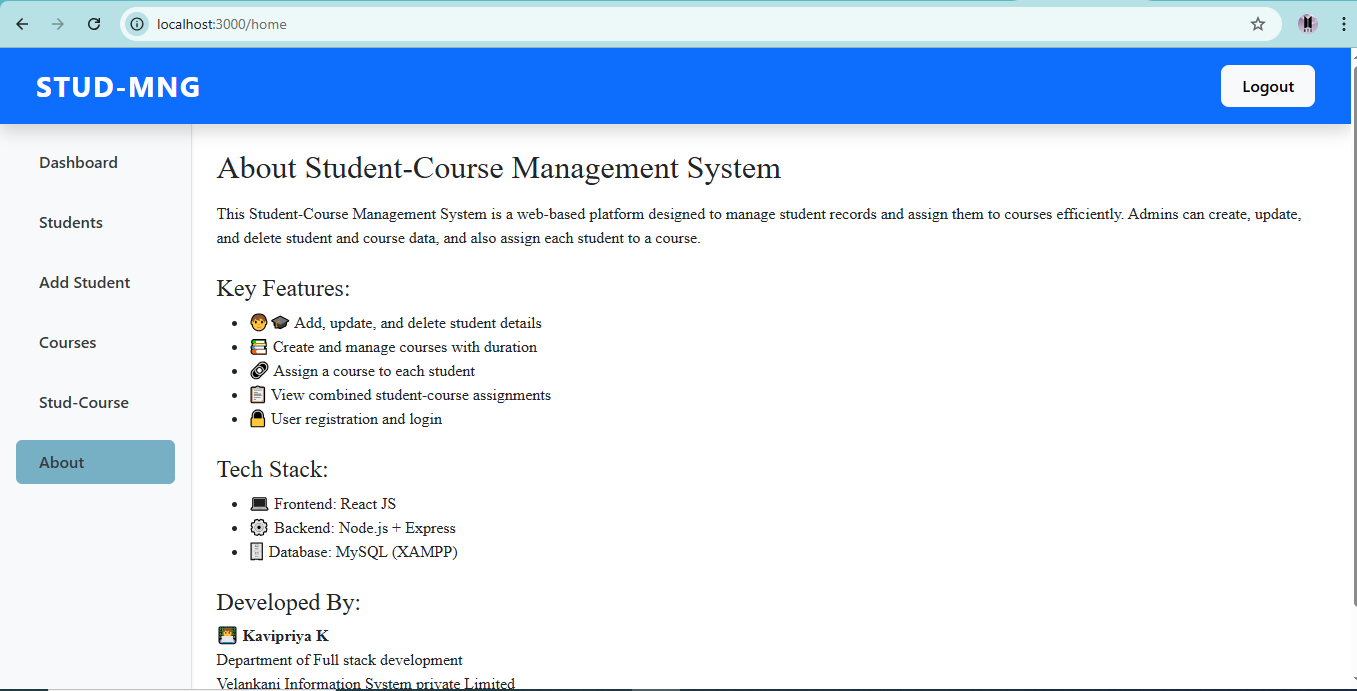 localhost:3000/home
STUD-MNG
Logout
Dashboard
Students
Add Student
Courses
Stud-Course
About
About Student-Course Management System
This Student-Course Management System is a web-based platform designed to manage student records and assign them to courses efficiently. Admins can create, update,
and delete student and course data, and also assign each student to a course.
Key Features:
Add, update, and delete student details
Create and manage courses with duration
Assign a course to each student
View combined student-course assignments
User registration and login
Tech Stack:
Frontend: React JS
Backend: Node.js + Express
Database: MySQL (XAMPP)
Developed By:
Kavipriya K
Department of Full stack development
Velankani Information System private Limited